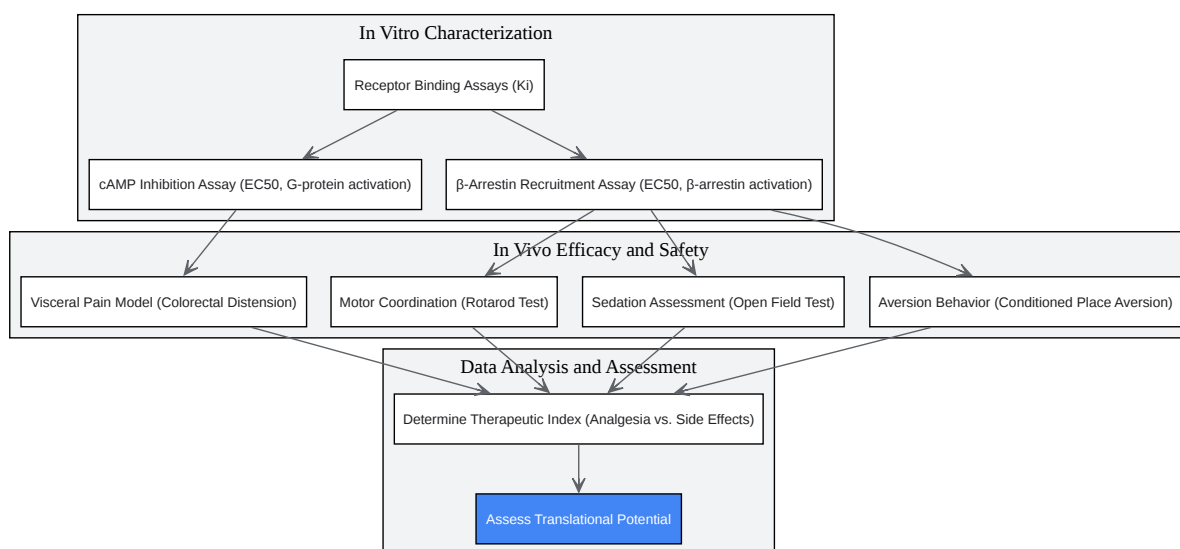 In Vitro Characterization
Receptor Binding Assays (Ki)
cAMP Inhibition Assay (EC50, G-protein activation)
β-Arrestin Recruitment Assay (EC50, β-arrestin activation)
In Vivo Efficacy and Safety
Visceral Pain Model (Colorectal Distension)
Motor Coordination (Rotarod Test)
Sedation Assessment (Open Field Test)
Aversion Behavior (Conditioned Place Aversion)
Data Analysis and Assessment
Determine Therapeutic Index (Analgesia vs. Side Effects)
Assess Translational Potential